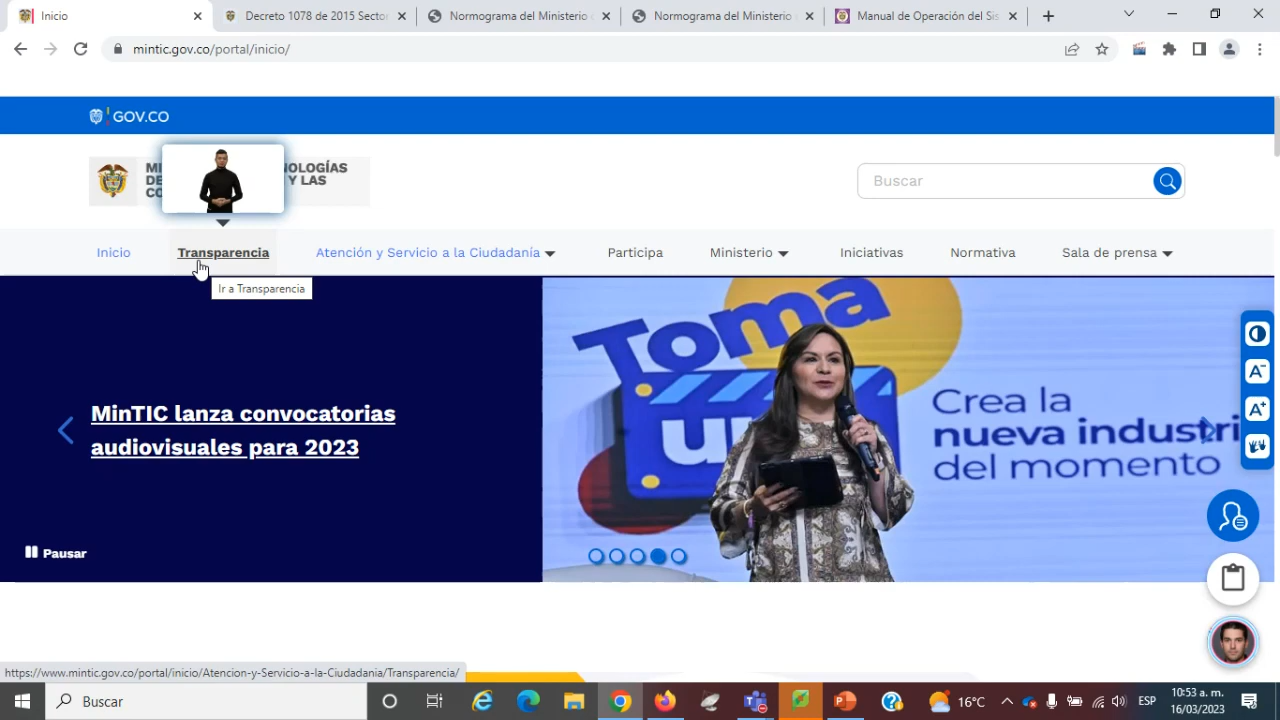 Inicio
Decreto 1078 de 2015 Sector
Normograma del Ministerio
Normograma del Ministerio
Manual de Operación del Sis
mintic.gov.co/portal/inicio/
GOV.CO
NOLOGÍAS
DE Y LAS
CO
Buscar
Inicio
Transparencia
Atención y Servicio a la Ciudadanía
Participa
Ministerio
Iniciativas
Normativa
Sala de prensa
Ir a Transparencia
MinTIC lanza convocatorias
audiovisuales para 2023
Toma
Crea la
nueva industri
del momento
Pausar
A-
A+
https://www.mintic.gov.co/portal/inicio/Atencion-y-Servicio-a-la-Ciudadania/Transparencia/
Buscar
16°C
ESP
10:53 a. m.
16/03/2023